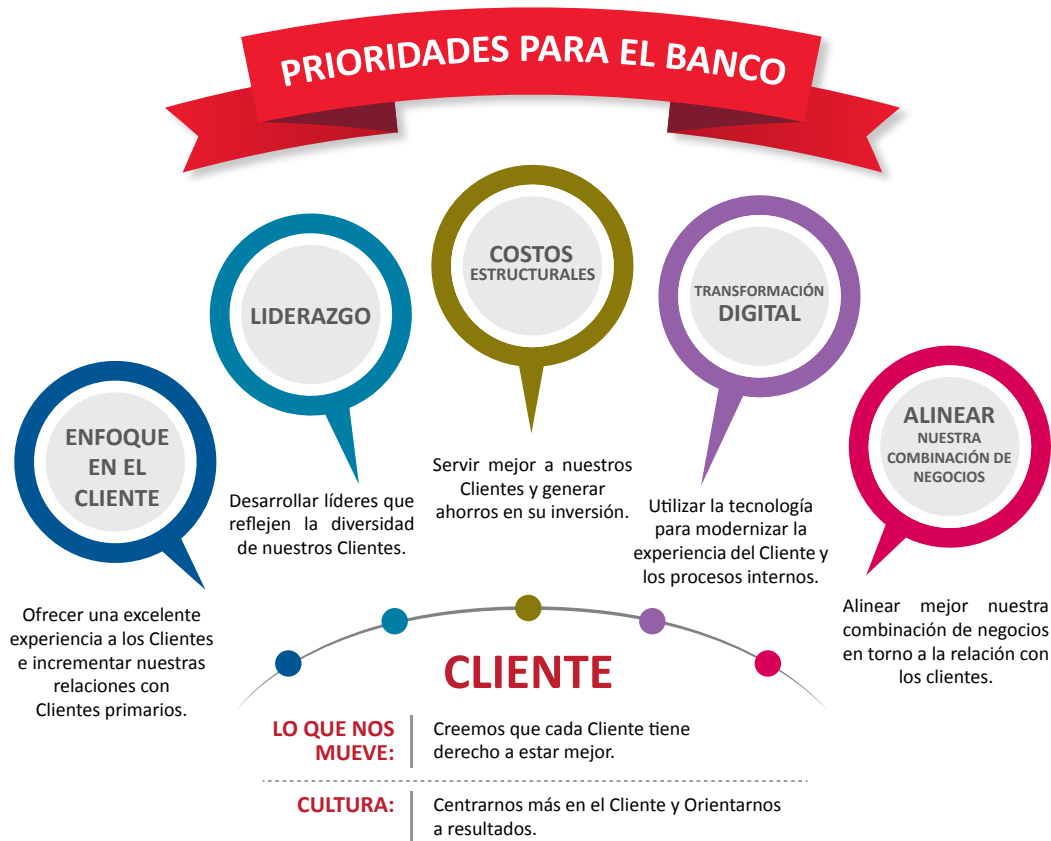 PRIORIDADES PARA EL BANCO
ENFOQUE
EN EL
CLIENTE
Ofrecer una excelente
experiencia a los Clientes
e incrementar nuestras
relaciones con
Clientes primarios.
LIDERAZGO
Desarrollar líderes que
reflejen la diversidad
de nuestros Clientes.
COSTOS
ESTRUCTURALES
Servir mejor a nuestros
Clientes y generar
ahorros en su inversión.
TRANSFORMACIÓN
DIGITAL
Utilizar la tecnología
para modernizar la
experiencia del Cliente y
los procesos internos.
ALINEAR
NUESTRA
COMBINACIÓN DE
NEGOCIOS
Alinear mejor nuestra
combinación de negocios
en torno a la relación con
los clientes.
CLIENTE
LO QUE NOS
MUEVE:
Creemos que cada Cliente tiene
derecho a estar mejor.
CULTURA:
Centrarnos más en el Cliente y Orientarnos
a resultados.